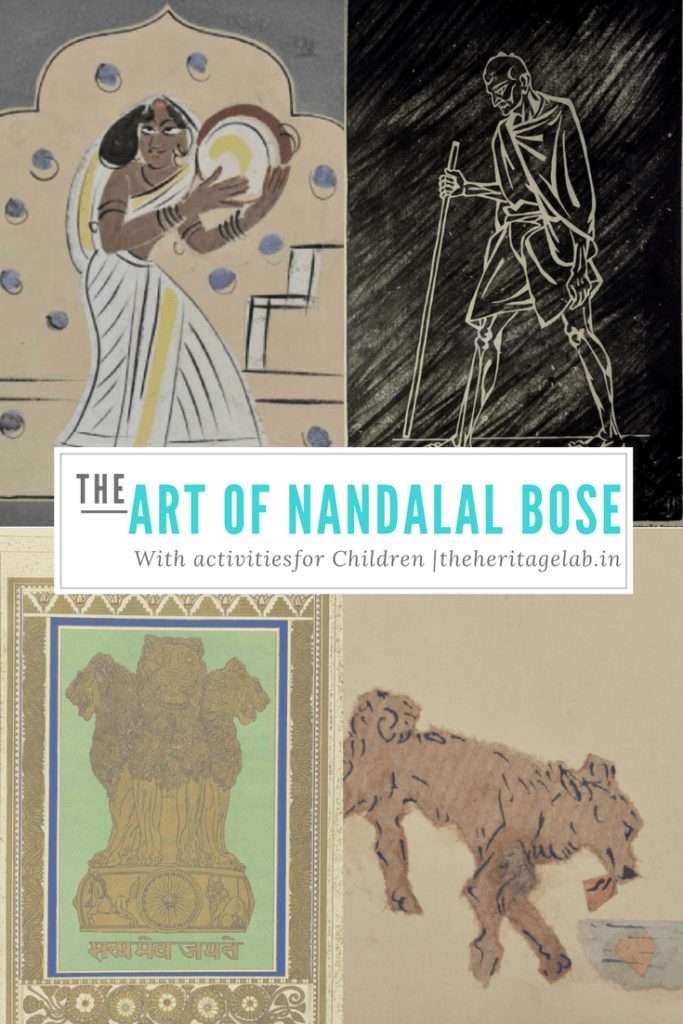 THE ART OF NANDALAL BOSE
With activitiesfor Children |theheritagelab.in
सत्यमेव जयते